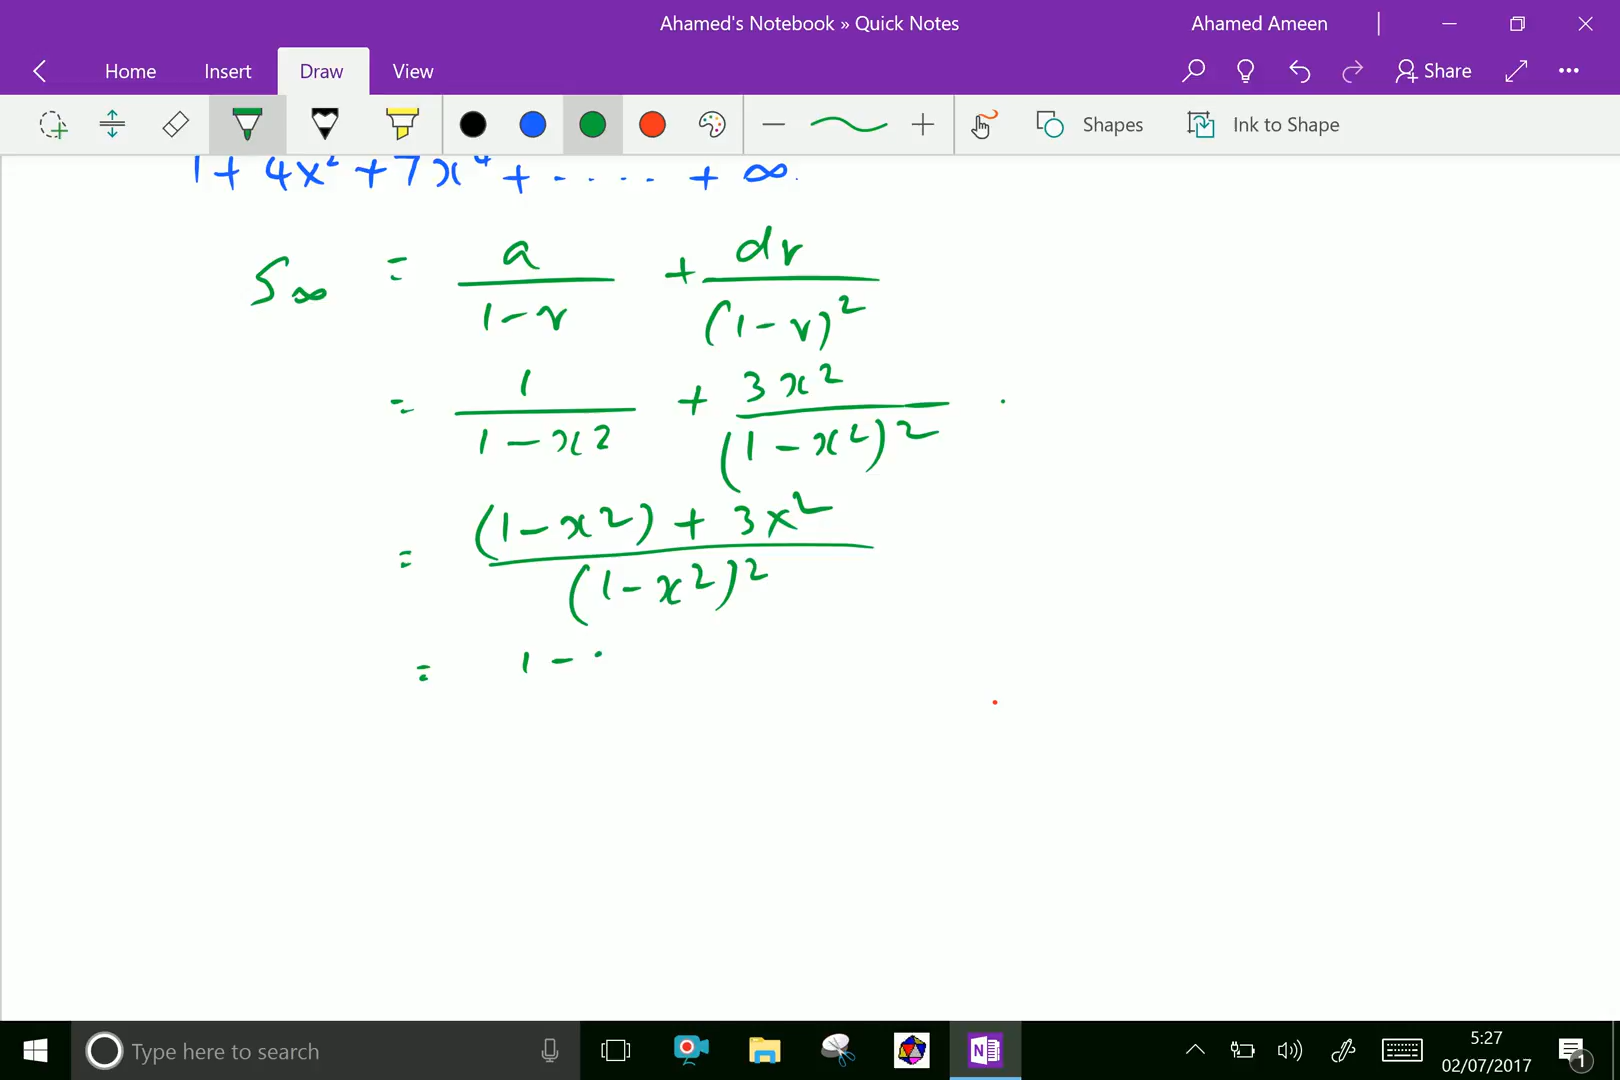 Ahamed's Notebook » Quick Notes
Ahamed Ameen
Home Insert Draw View
Share
Shapes
Ink to Shape
1 + 4x² + 7x⁴ + ..... + ∞.
S∞ = a/(1-r) + dr/(1-r)²
= 1/(1-x²) + 3x²/(1-x²)² .
= ((1-x²) + 3x²)/(1-x²)²
= 1 -
Type here to search
N
5:27
02/07/2017
1